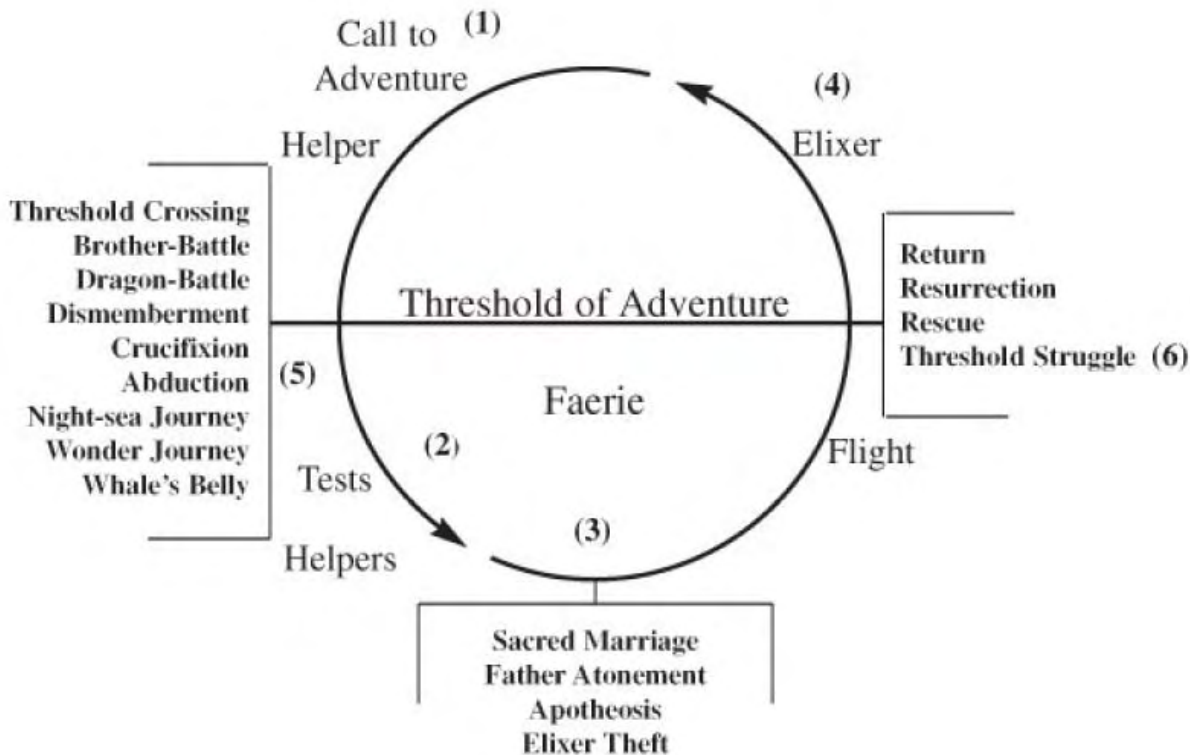 Call to (1)
Adventure
(4)
Elixer
Helper
Threshold Crossing
Brother-Battle
Dragon-Battle
Dismemberment
Crucifixion
Abduction
Night-sea Journey
Wonder Journey
Whale's Belly
(5)
Threshold of Adventure
Faerie
Return
Resurrection
Rescue
Threshold Struggle (6)
(2)
Tests
Flight
(3)
Helpers
Sacred Marriage
Father Atonement
Apotheosis
Elixer Theft